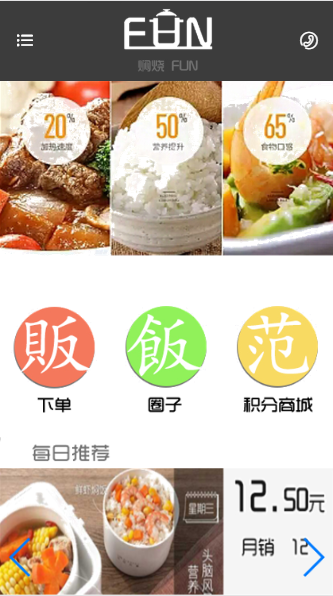 FUN
焖烧 FUN
20% 50% 65%
加热速度 营养提升 食物口感
販 飯 范
下单 圈子 积分商城
每日推荐
星期三
12.50元
月销 12
头脑风
营养